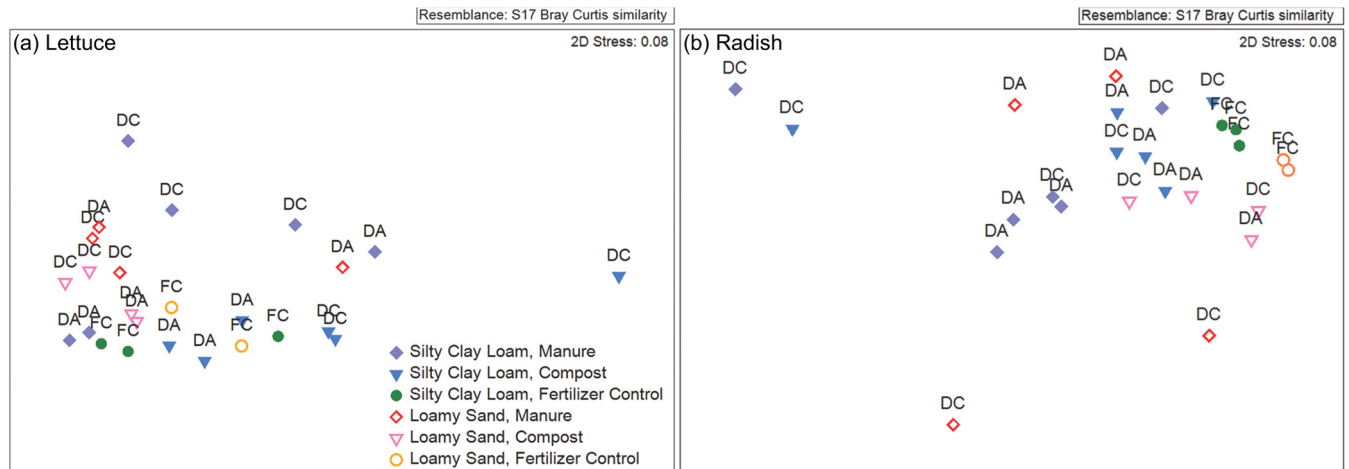 Resemblance: S17 Bray Curtis similarity
(a) Lettuce
2D Stress: 0.08
DC
DC
DA
DC
DC
DA
DC
DC
DC
DA
DC
DA
DA
FC
DA
FC
DC
DA
DA
FC
FC
DA
DA
FC
DC
Silty Clay Loam, Manure
Silty Clay Loam, Compost
Silty Clay Loam, Fertilizer Control
Loamy Sand, Manure
Loamy Sand, Compost
Loamy Sand, Fertilizer Control
Resemblance: S17 Bray Curtis similarity
(b) Radish
2D Stress: 0.08
DA
DC
DC
DC
DA
DA
DC
FC
FC
FC
DC
DA
FC
FC
DC
DA
DA
DC
DA
DC
DA
DA
DA
DC
DC